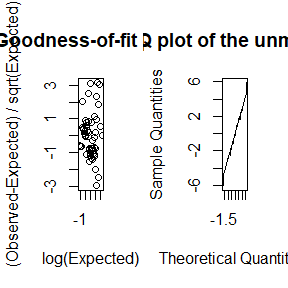 Goodness-of-fit
Q plot of the unm
(Observed-Expected) / sqrt(Expected)
3
1
-1
-3
-1
log(Expected)
Sample Quantities
6
2
-2
-6
-1.5
Theoretical Quantit